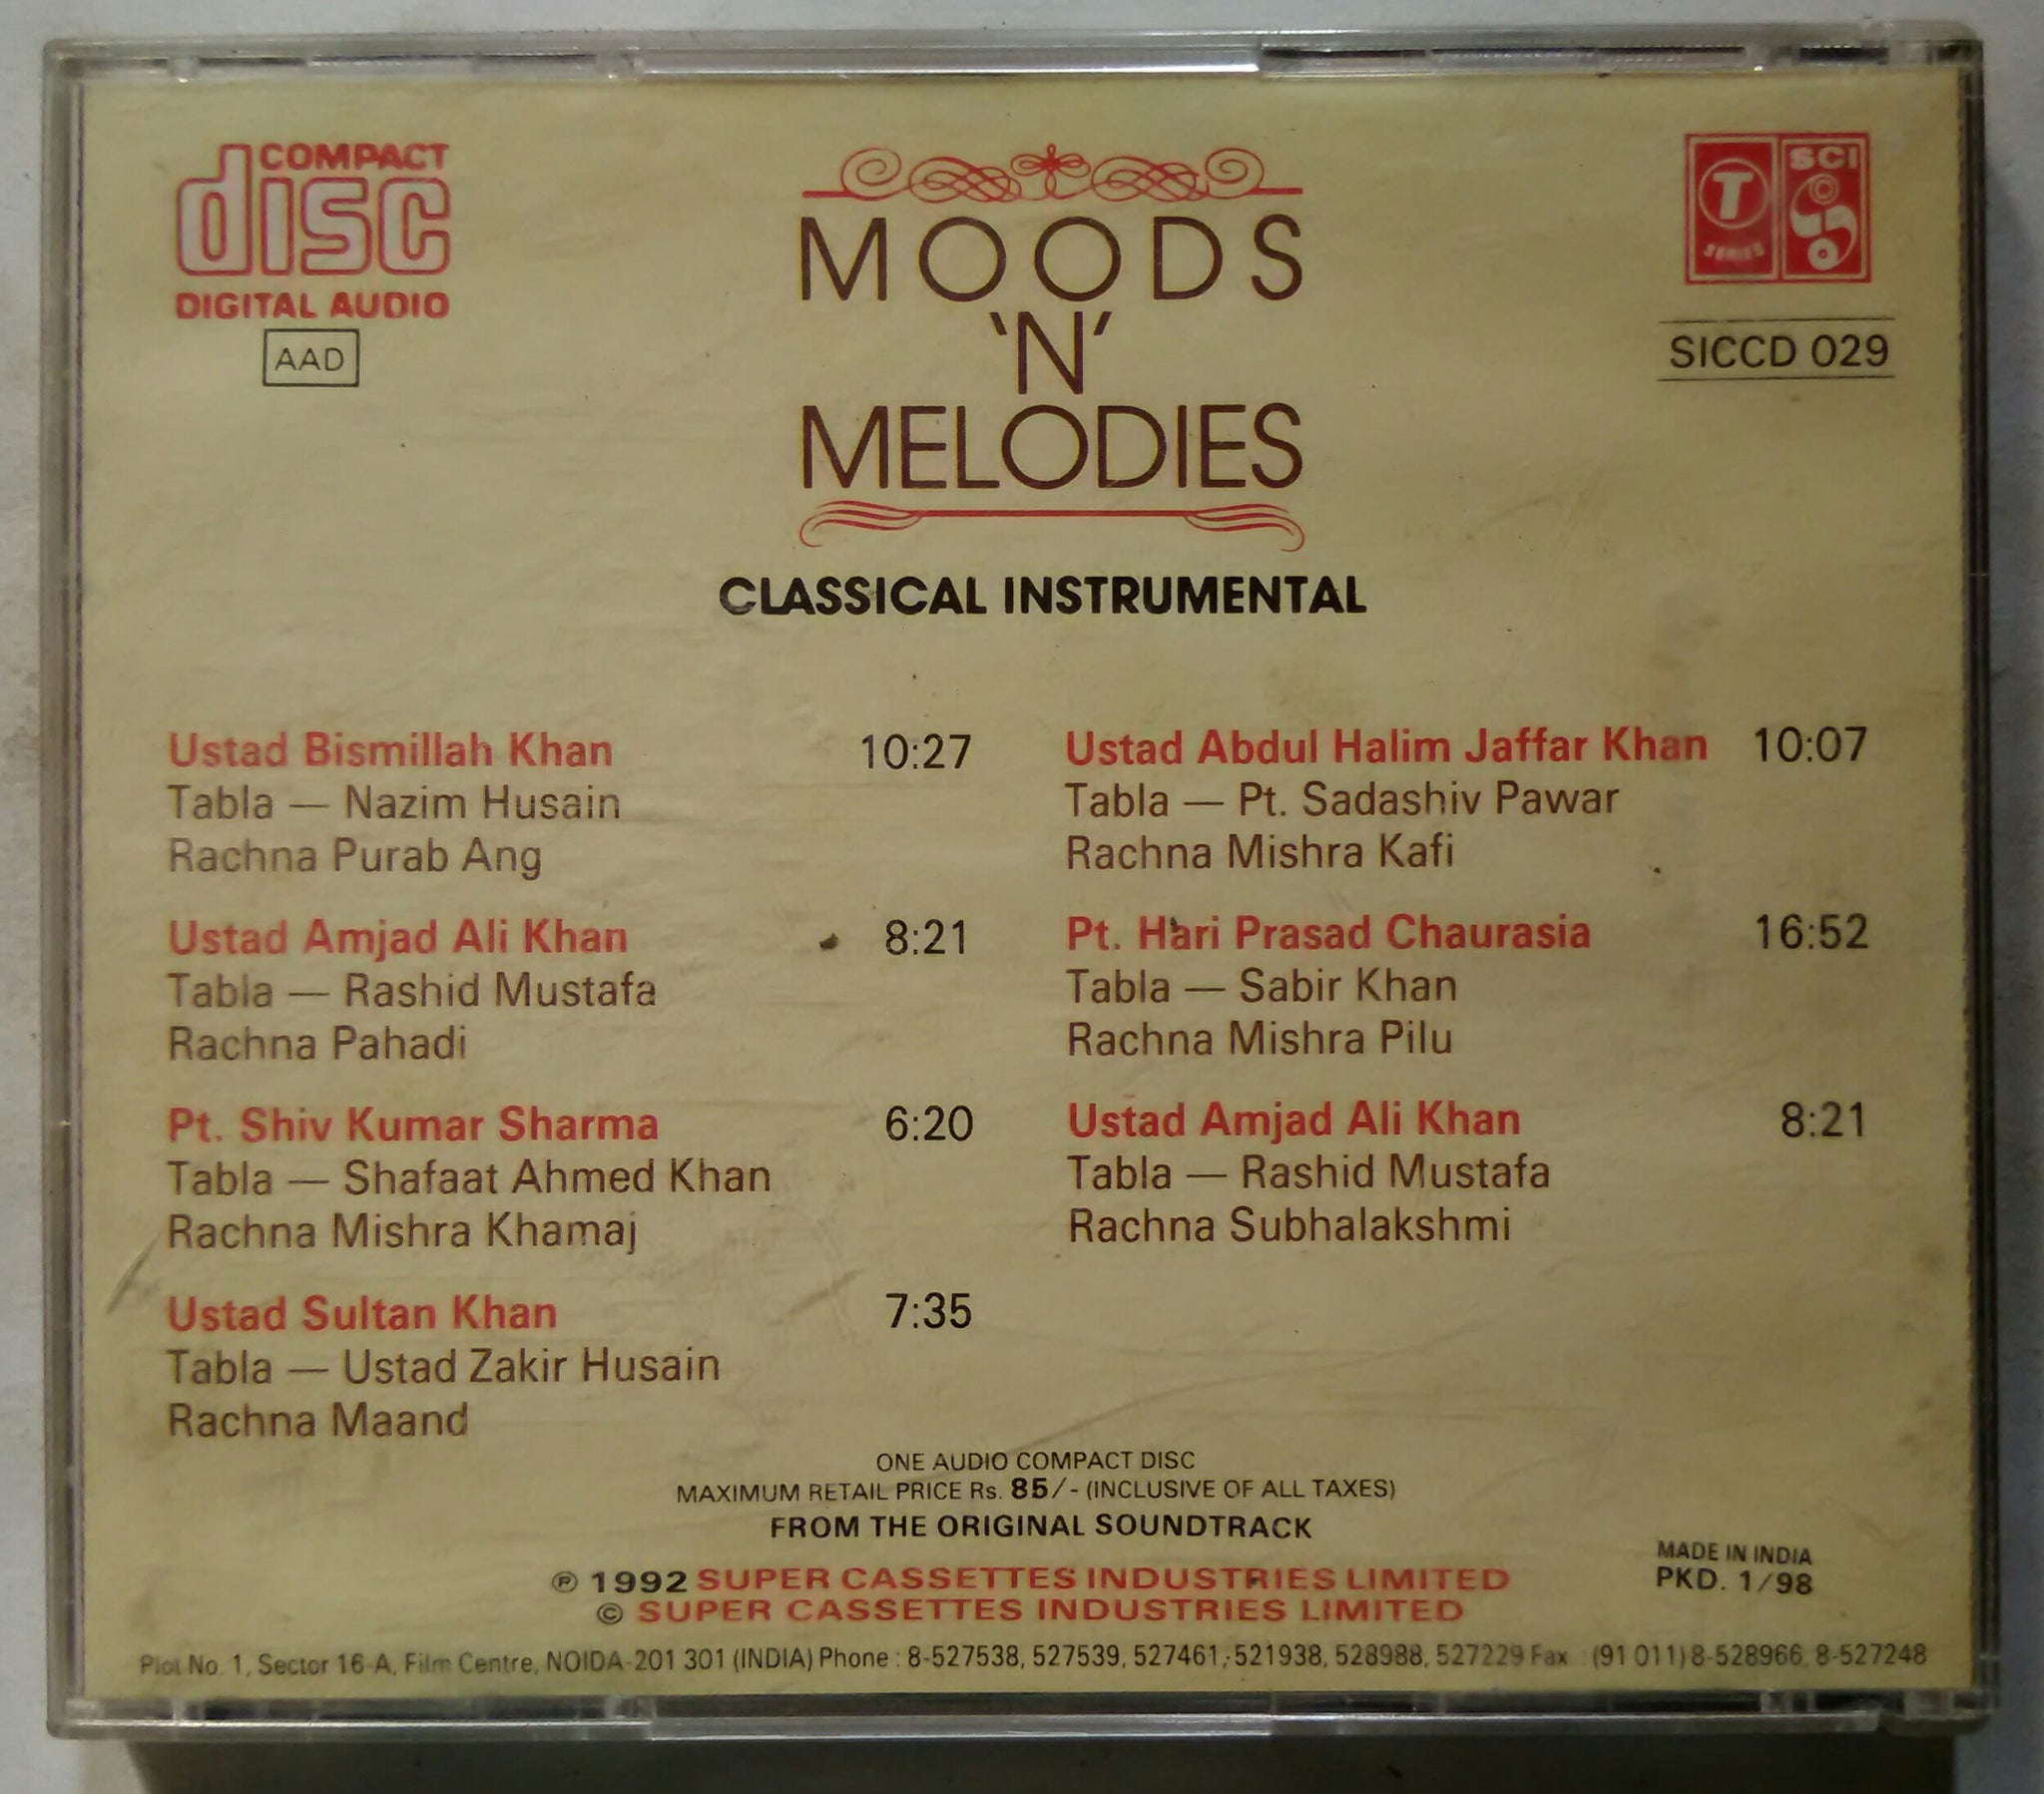 COMPACT
disc
DIGITAL AUDIO
AAD
MOODS
'N'
MELODIES
T
SERIES
SCI
SICCD 029
CLASSICAL INSTRUMENTAL
Ustad Bismillah Khan 10:27
Tabla — Nazim Husain
Rachna Purab Ang
Ustad Amjad Ali Khan 8:21
Tabla — Rashid Mustafa
Rachna Pahadi
Pt. Shiv Kumar Sharma 6:20
Tabla — Shafaat Ahmed Khan
Rachna Mishra Khamaj
Ustad Sultan Khan 7:35
Tabla — Ustad Zakir Husain
Rachna Maand
Ustad Abdul Halim Jaffar Khan 10:07
Tabla — Pt. Sadashiv Pawar
Rachna Mishra Kafi
Pt. Hari Prasad Chaurasia 16:52
Tabla — Sabir Khan
Rachna Mishra Pilu
Ustad Amjad Ali Khan 8:21
Tabla — Rashid Mustafa
Rachna Subhalakshmi
ONE AUDIO COMPACT DISC
MAXIMUM RETAIL PRICE Rs. 85/- (INCLUSIVE OF ALL TAXES)
FROM THE ORIGINAL SOUNDTRACK
℗ 1992 SUPER CASSETTES INDUSTRIES LIMITED
© SUPER CASSETTES INDUSTRIES LIMITED
MADE IN INDIA
PKD. 1/98
Plot No. 1, Sector 16-A, Film Centre, NOIDA-201 301 (INDIA) Phone : 8-527538, 527539, 527461, 521938, 528988, 527229 Fax : (91 011) 8-528966, 8-527248